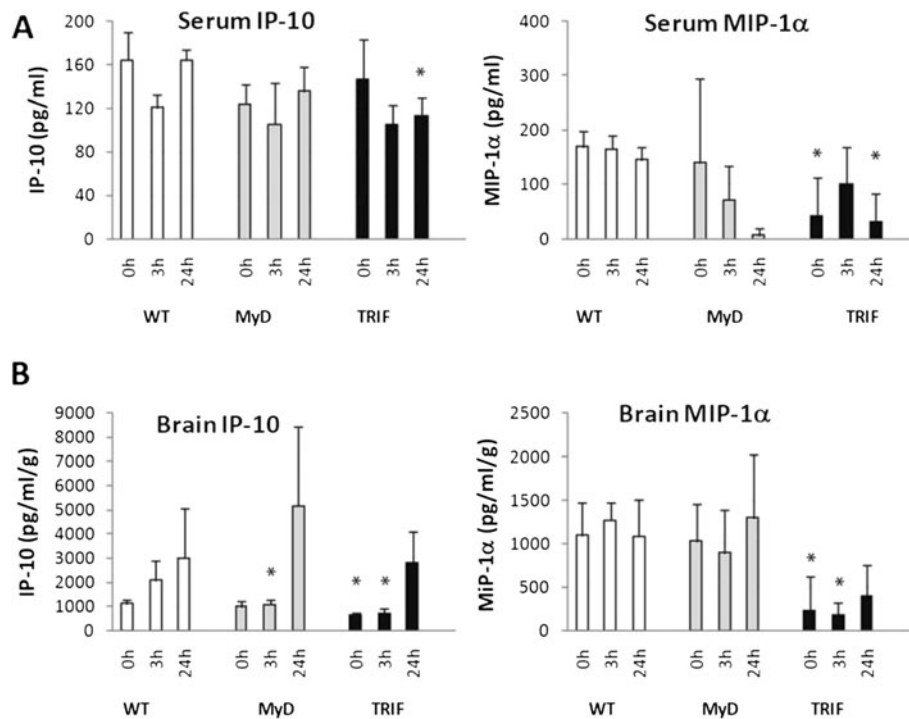 A
Serum IP-10
IP-10 (pg/ml)
200
160
120
80
40
0
*
0h 3h 24h 0h 3h 24h 0h 3h 24h
WT MyD TRIF
Serum MIP-1α
MIP-1α (pg/ml)
400
300
200
100
0
* *
0h 3h 24h 0h 3h 24h 0h 3h 24h
WT MyD TRIF
B
Brain IP-10
IP-10 (pg/ml/g)
9000
8000
7000
6000
5000
4000
3000
2000
1000
0
* * *
0h 3h 24h 0h 3h 24h 0h 3h 24h
WT MyD TRIF
Brain MIP-1α
MiP-1α (pg/ml/g)
2500
2000
1500
1000
500
0
* *
0h 3h 24h 0h 3h 24h 0h 3h 24h
WT MyD TRIF